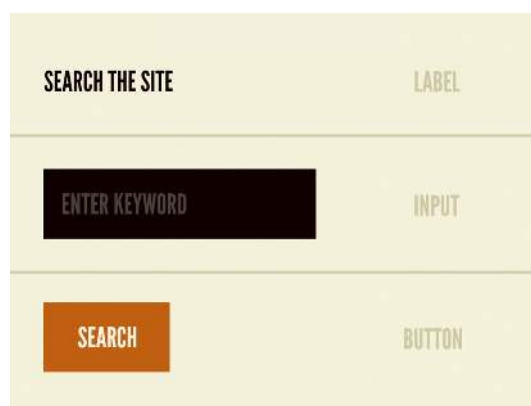 SEARCH THE SITE LABEL
ENTER KEYWORD INPUT
SEARCH BUTTON